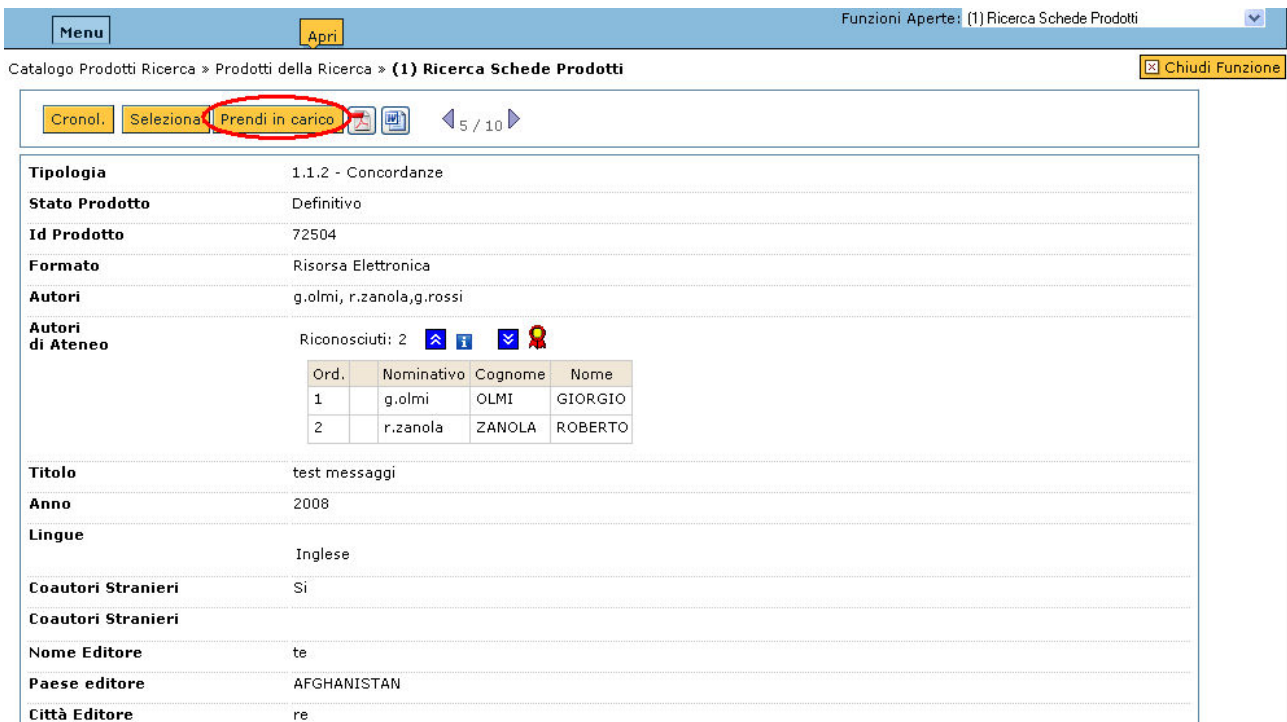 Menu
Apri
Funzioni Aperte: (1) Ricerca Schede Prodotti
Catalogo Prodotti Ricerca » Prodotti della Ricerca » (1) Ricerca Schede Prodotti
Chiudi Funzione
Cronol. Seleziona Prendi in carico 5 / 10
Tipologia 1.1.2 - Concordanze
Stato Prodotto Definitivo
Id Prodotto 72504
Formato Risorsa Elettronica
Autori g.olmi, r.zanola,g.rossi
Autori
di Ateneo
Riconosciuti: 2
Ord. Nominativo Cognome Nome
1 g.olmi OLMI GIORGIO
2 r.zanola ZANOLA ROBERTO
Titolo test messaggi
Anno 2008
Lingue
Inglese
Coautori Stranieri Si
Coautori Stranieri
Nome Editore te
Paese editore AFGHANISTAN
Città Editore re